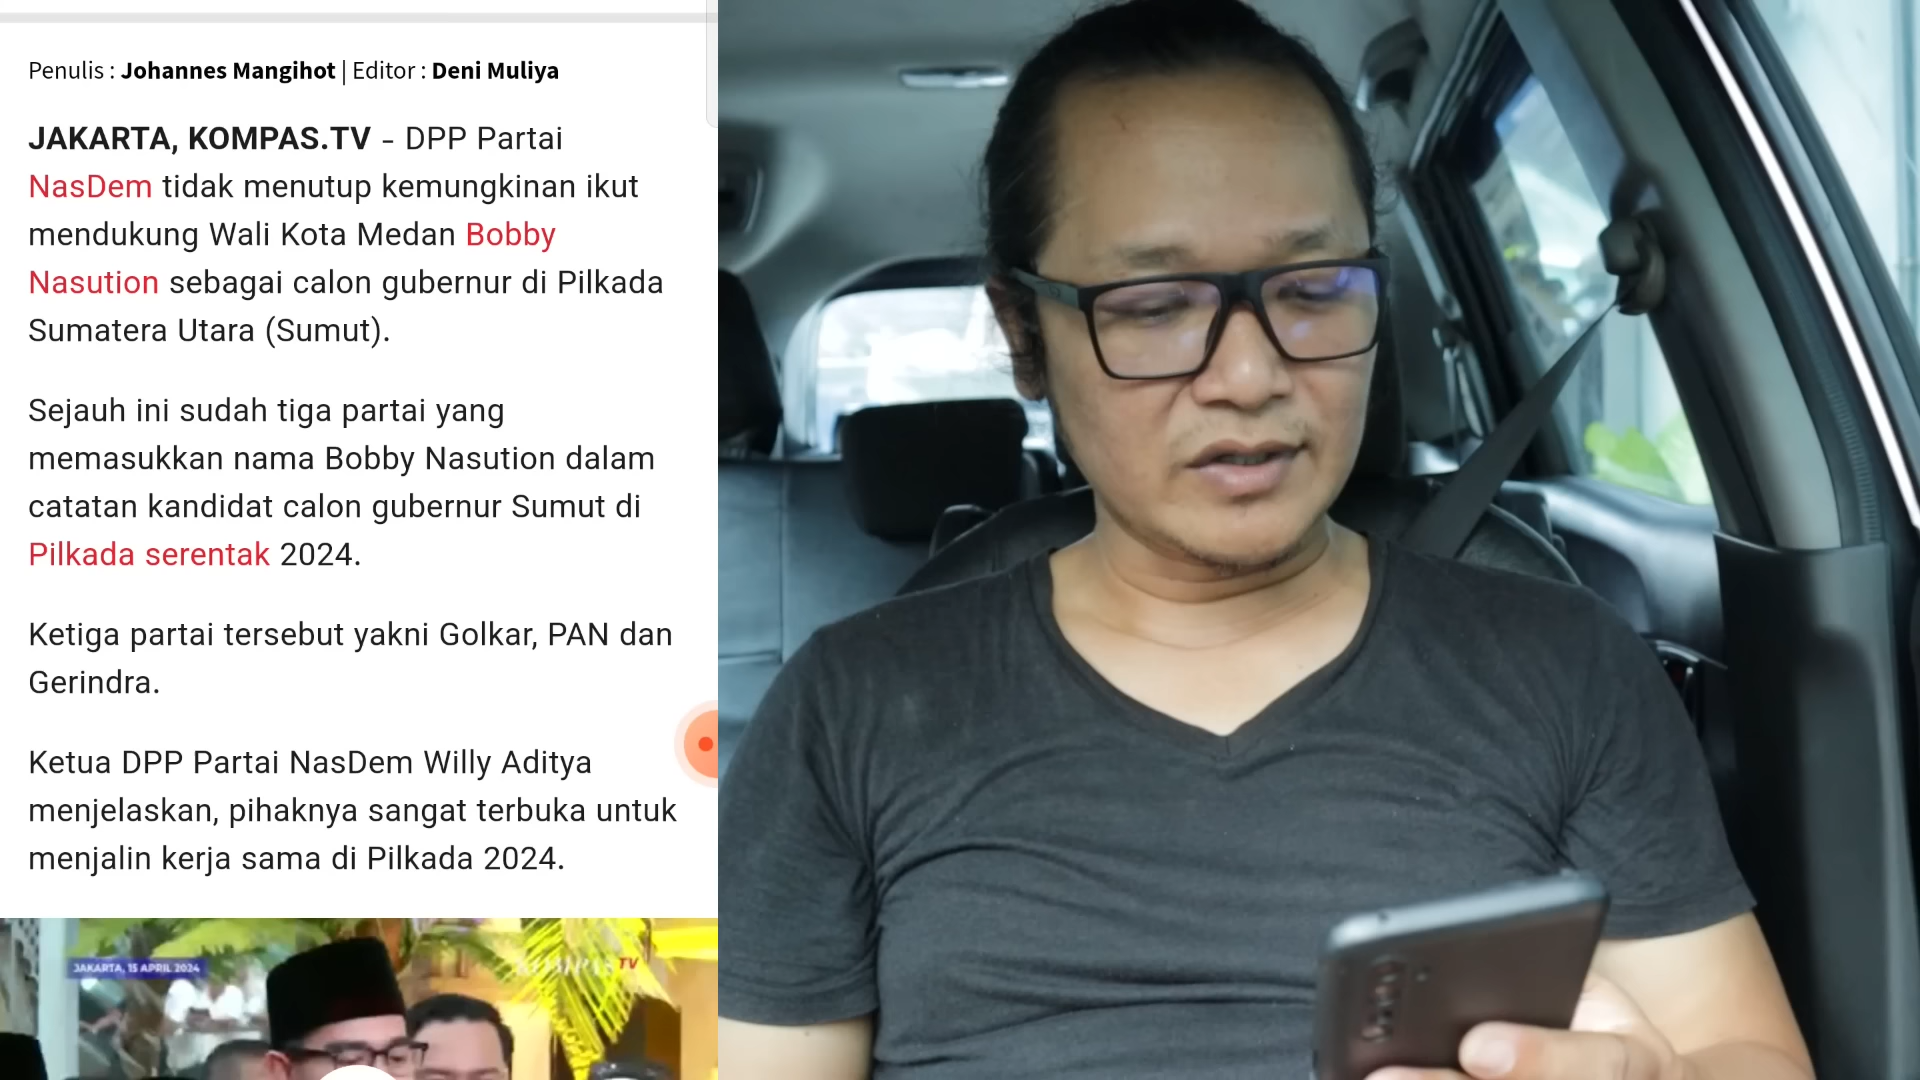 Penulis : Johannes Mangihot | Editor : Deni Muliya
JAKARTA, KOMPAS.TV - DPP Partai
NasDem tidak menutup kemungkinan ikut
mendukung Wali Kota Medan Bobby
Nasution sebagai calon gubernur di Pilkada
Sumatera Utara (Sumut).
Sejauh ini sudah tiga partai yang
memasukkan nama Bobby Nasution dalam
catatan kandidat calon gubernur Sumut di
Pilkada serentak 2024.
Ketiga partai tersebut yakni Golkar, PAN dan
Gerindra.
Ketua DPP Partai NasDem Willy Aditya
menjelaskan, pihaknya sangat terbuka untuk
menjalin kerja sama di Pilkada 2024.
JAKARTA, 15 APRIL 2024
KOMPAS TV